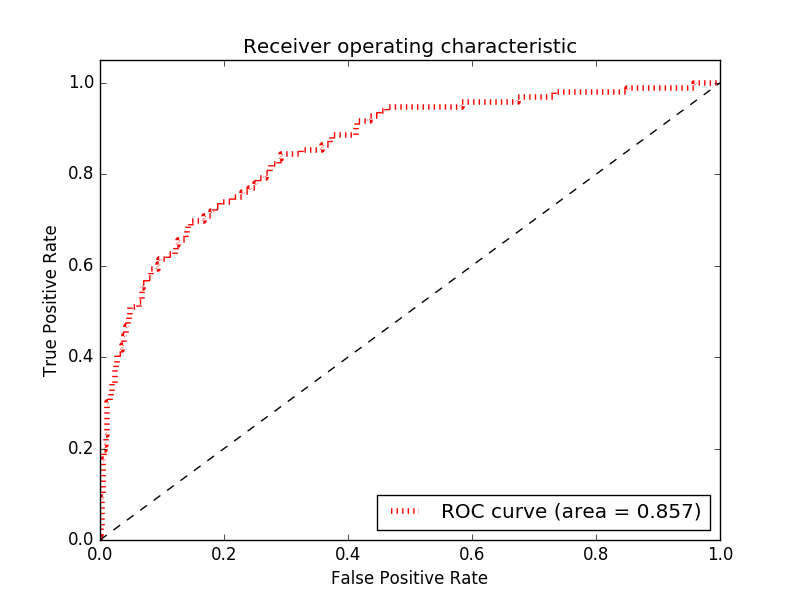 Receiver operating characteristic
1.0
0.8
0.6
0.4
0.2
0.0
True Positive Rate
0.0 0.2 0.4 0.6 0.8 1.0
False Positive Rate
ROC curve (area = 0.857)